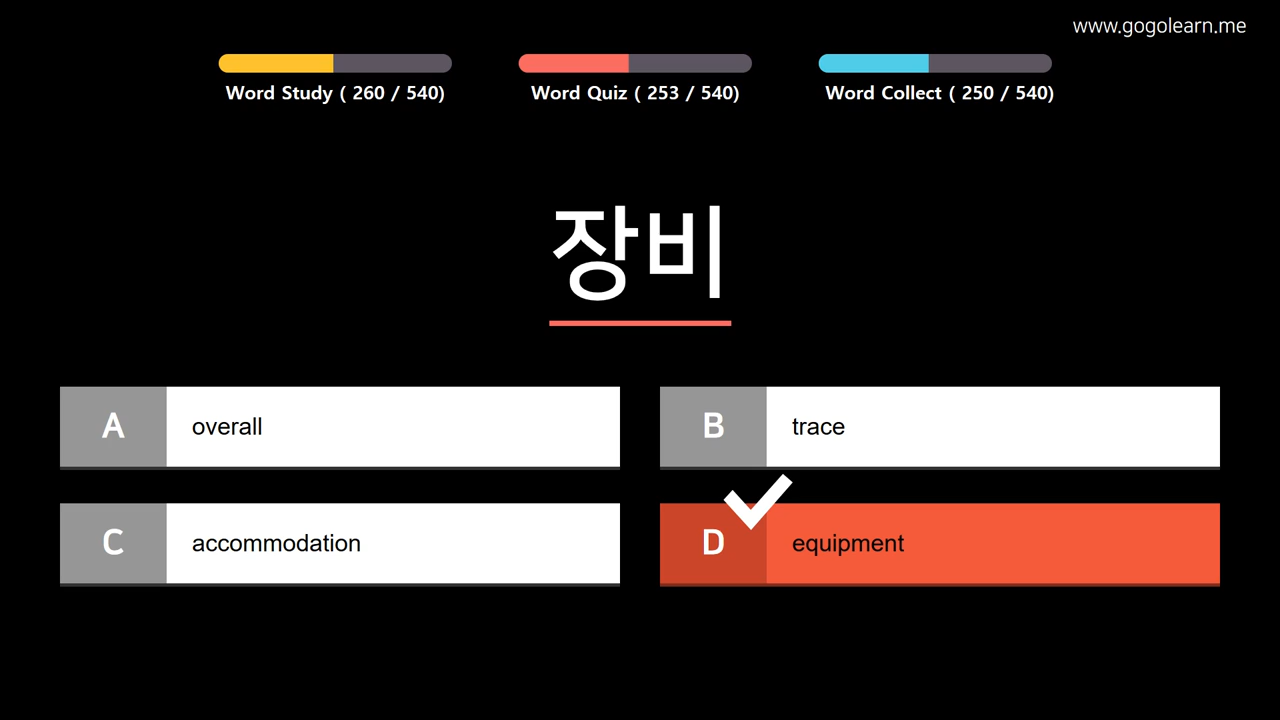 www.gogolearn.me
Word Study ( 260 / 540)
Word Quiz ( 253 / 540)
Word Collect ( 250 / 540)
장비
A overall
B trace
C accommodation
D equipment